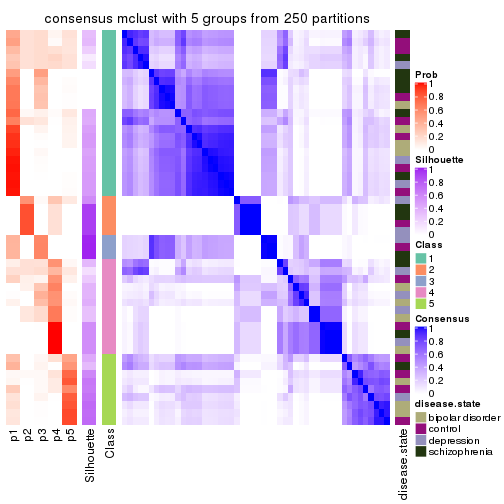 consensus mclust with 5 groups from 250 partitions
Prob
1
0.8
0.6
0.4
0.2
0
Silhouette
1
0.8
0.6
0.4
0.2
0
Class
1
2
3
4
5
Consensus
1
0.8
0.6
0.4
0.2
0
disease.state
bipolar disorder
control
depression
schizophrenia
p1
p2
p3
p4
p5
Silhouette
Class
disease.state